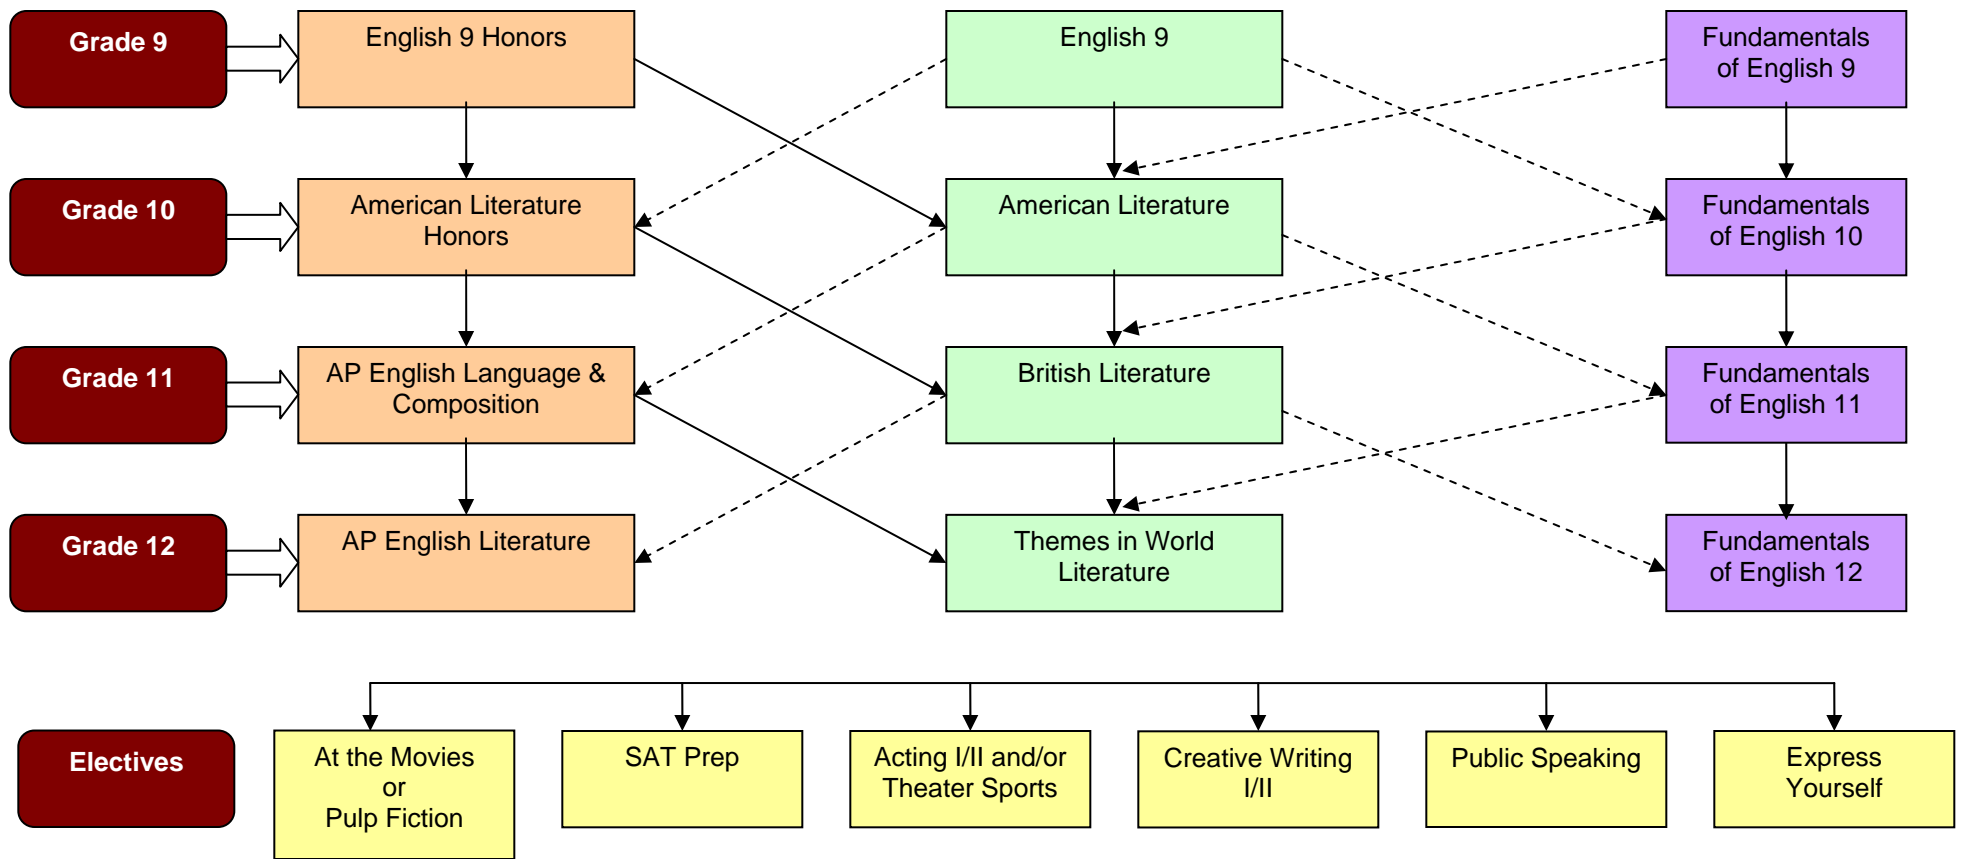 Grade 9
English 9 Honors
English 9
Fundamentals
of English 9
Grade 10
American Literature
Honors
American Literature
Fundamentals
of English 10
Grade 11
AP English Language &
Composition
British Literature
Fundamentals
of English 11
Grade 12
AP English Literature
Themes in World
Literature
Fundamentals
of English 12
Electives
At the Movies
or
Pulp Fiction
SAT Prep
Acting I/II and/or
Theater Sports
Creative Writing
I/II
Public Speaking
Express
Yourself